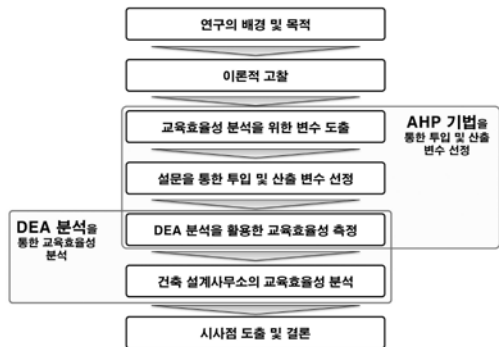 연구의 배경 및 목적
이론적 고찰
교육효율성 분석을 위한 변수 도출
AHP 기법을
통한 투입 및 산출
변수 선정
설문을 통한 투입 및 산출 변수 선정
DEA 분석을
통한 교육효율성
분석
DEA 분석을 활용한 교육효율성 측정
건축 설계사무소의 교육효율성 분석
시사점 도출 및 결론